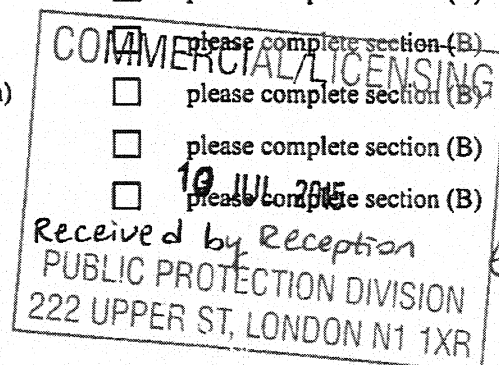 please complete section (B)
COMMERCIAL/LICENSING
please complete section (B)
please complete section (B)
please complete section (B)
JUL 2015
Received by Reception
PUBLIC PROTECTION DIVISION
222 UPPER ST, LONDON N1 1XR